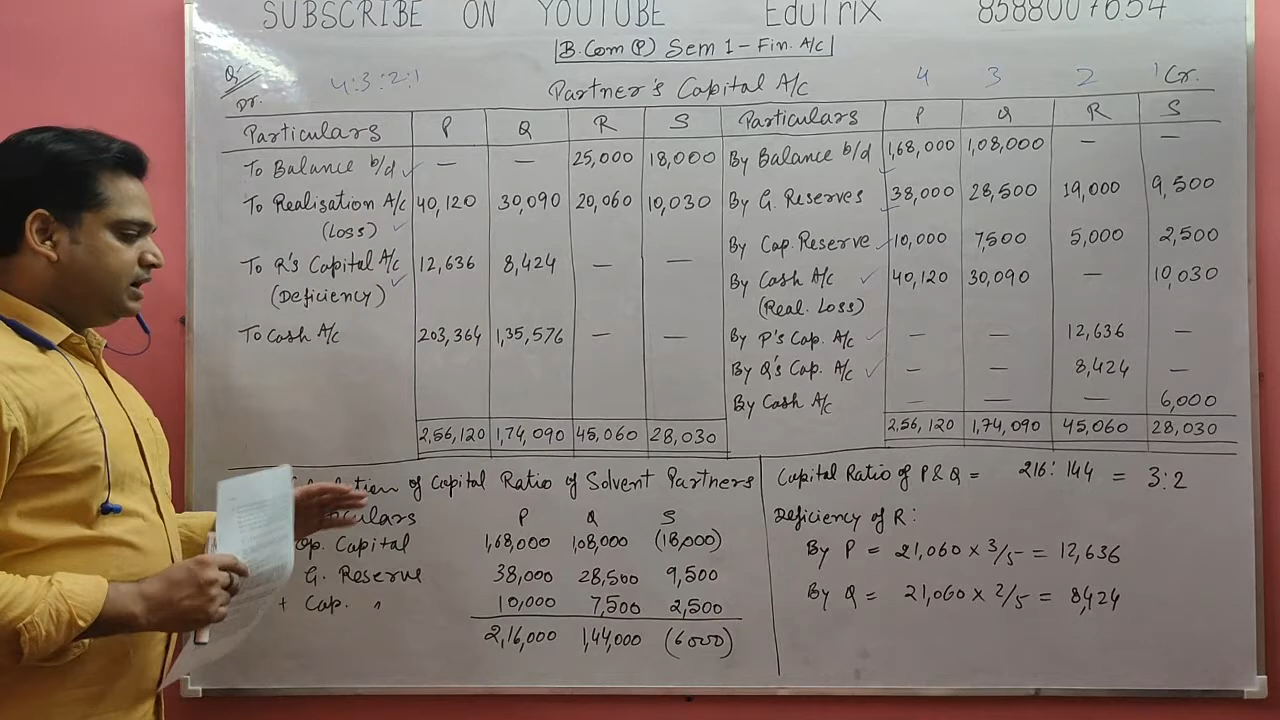 SUBSCRIBE ON YOUTUBE EduTrix 8588007654
B.Com (P) Sem 1 - Fin. A/c
Q. 4:3:2:1
Dr. Partner's Capital A/c 4 3 2 1 Cr.
Particulars P Q R S Particulars P Q R S
To Balance b/d — — 25,000 18,000 By Balance b/d 1,68,000 1,08,000 — —
To Realisation A/c 40,120 30,090 20,060 10,030 By G. Reserves 38,000 28,500 19,000 9,500
(Loss) By Cap. Reserve 10,000 7,500 5,000 2,500
To R's Capital A/c 12,636 8,424 — — By Cash A/c 40,120 30,090 — 10,030
(Deficiency) (Real. Loss)
To Cash A/c 203,364 1,35,576 — — By P's Cap. A/c — — 12,636 —
By Q's Cap. A/c — — 8,424 —
By Cash A/c — — — 6,000
2,56,120 1,74,090 45,060 28,030 2,56,120 1,74,090 45,060 28,030
of Capital Ratio of Solvent Partners
P Q S
Op. Capital 1,68,000 1,08,000 (18,000)
G. Reserve 38,000 28,500 9,500
+ Cap. " 10,000 7,500 2,500
2,16,000 1,44,000 (6000)
Capital Ratio of P & Q = 216 : 144 = 3:2
Deficiency of R:
By P = 21,060 × 3/5 = 12,636
By Q = 21,060 × 2/5 = 8,424